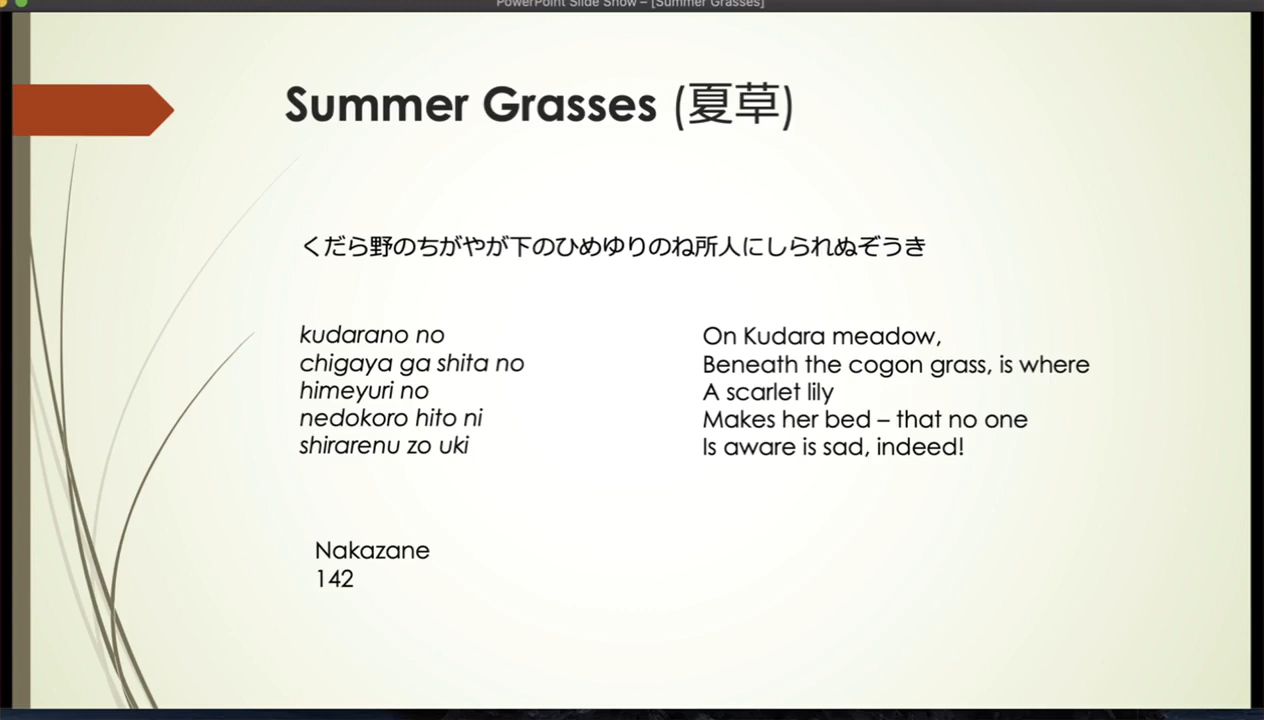 PowerPoint Slide Show – [Summer Grasses]
Summer Grasses (夏草)
くだら野のちがやが下のひめゆりのね所人にしられぬぞうき
kudarano no
chigaya ga shita no
himeyuri no
nedokoro hito ni
shirarenu zo uki
On Kudara meadow,
Beneath the cogon grass, is where
A scarlet lily
Makes her bed – that no one
Is aware is sad, indeed!
Nakazane
142